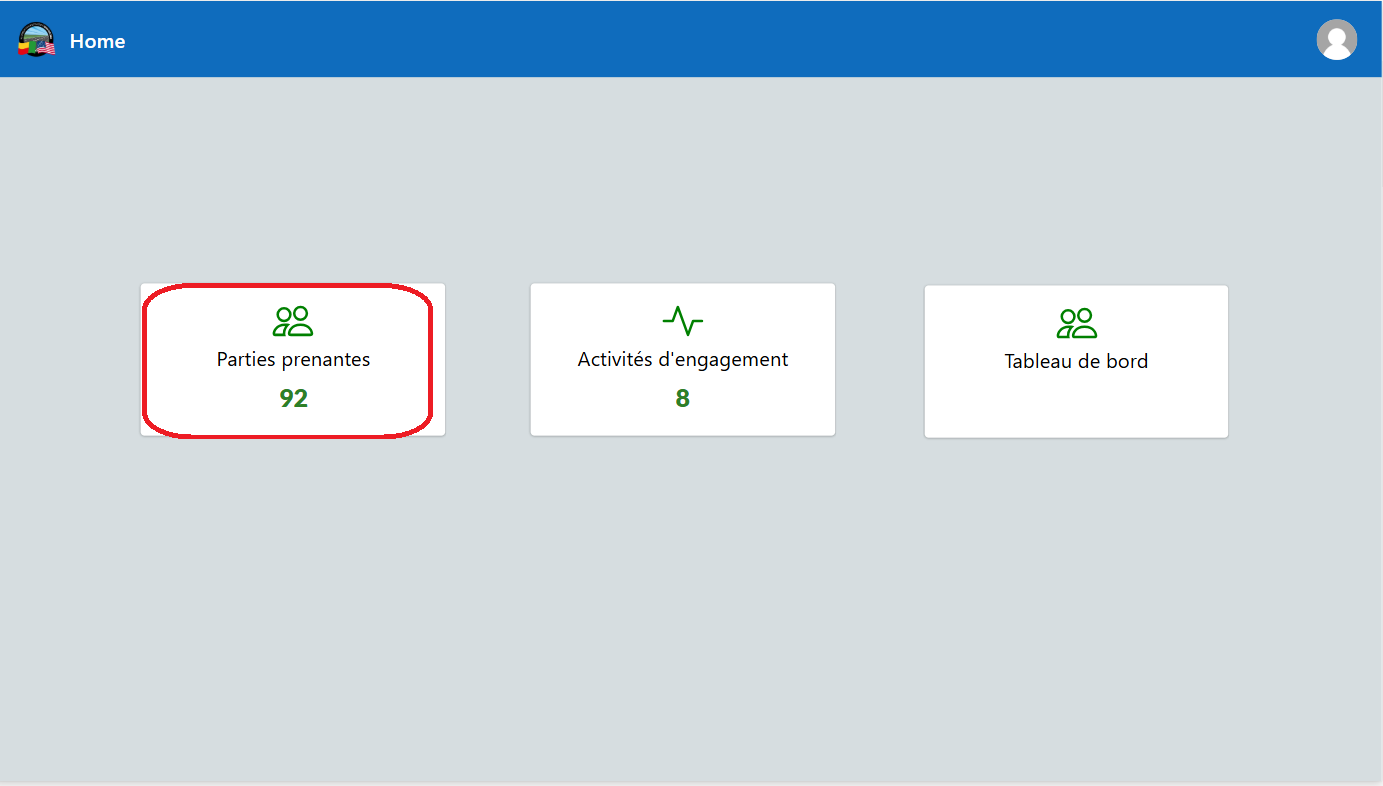 Home
Parties prenantes
92
Activités d'engagement
8
Tableau de bord